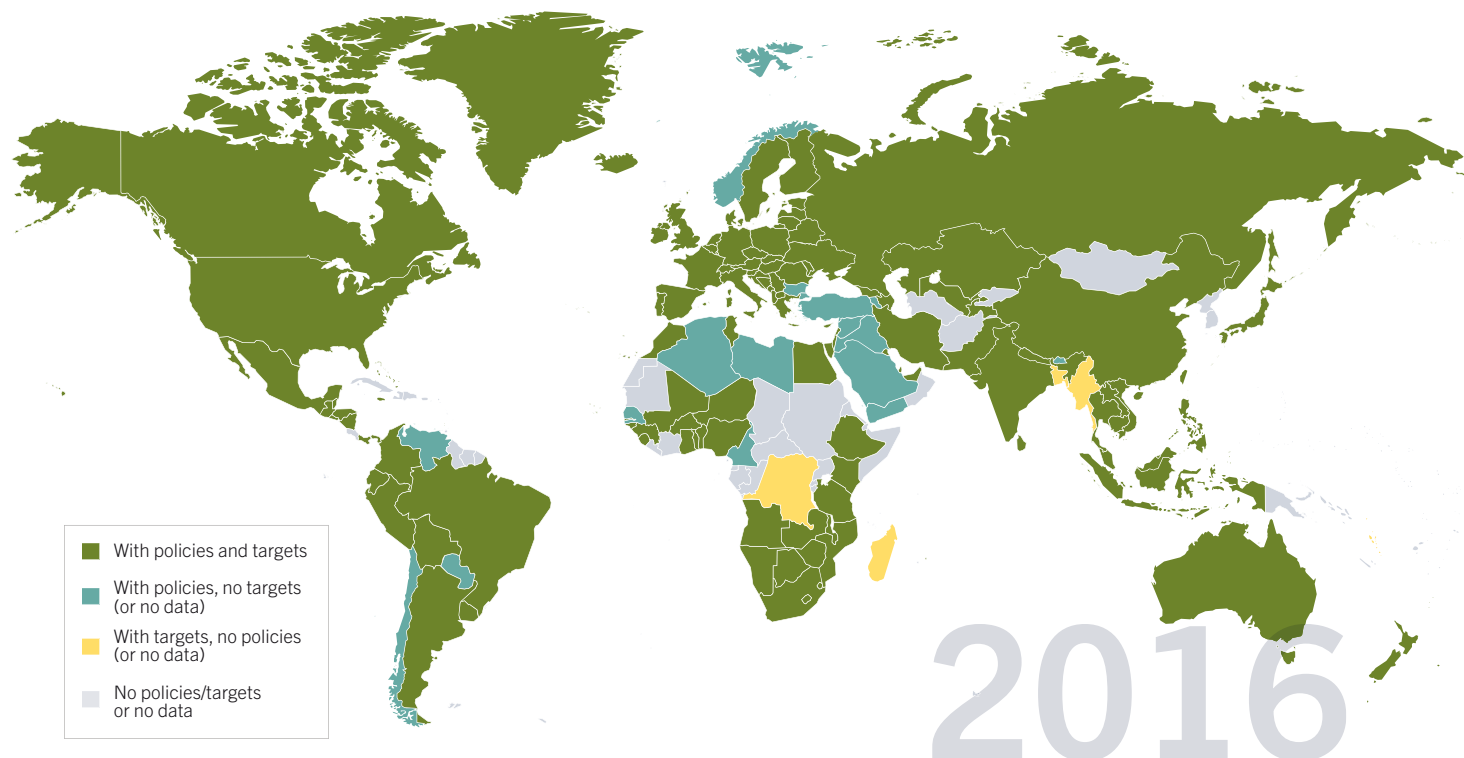 With policies and targets
With policies, no targets
(or no data)
With targets, no policies
(or no data)
No policies/targets
or no data
2016